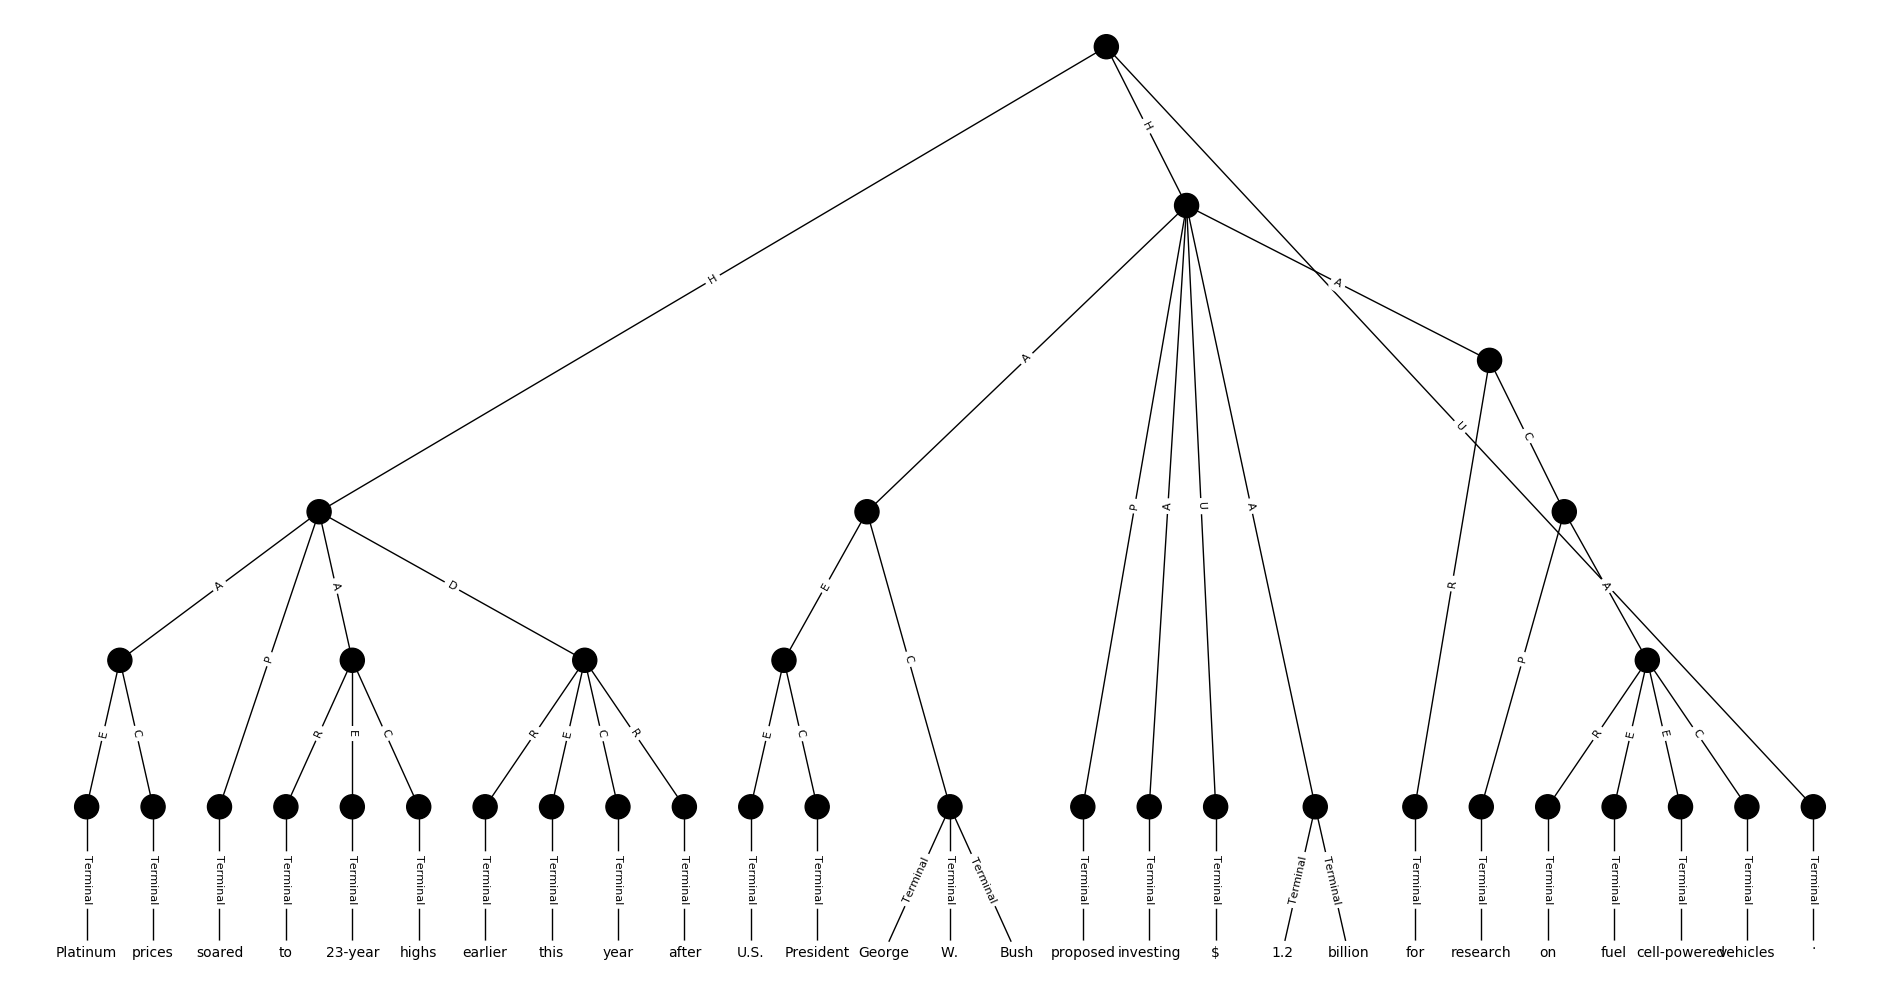 H
H
A
A
U
C
P
A
U
A
A
A
D
E
R
A
P
C
P
E
C
R
E
C
R
E
C
R
E
C
R
E
E
C
Terminal Terminal Terminal Terminal Terminal Terminal Terminal Terminal Terminal Terminal Terminal Terminal Terminal Terminal Terminal Terminal Terminal Terminal Terminal Terminal Terminal Terminal Terminal Terminal Terminal Terminal Terminal
Platinum prices soared to 23-year highs earlier this year after U.S. President George W. Bush proposed investing $ 1.2 billion for research on fuel cell-powered vehicles .